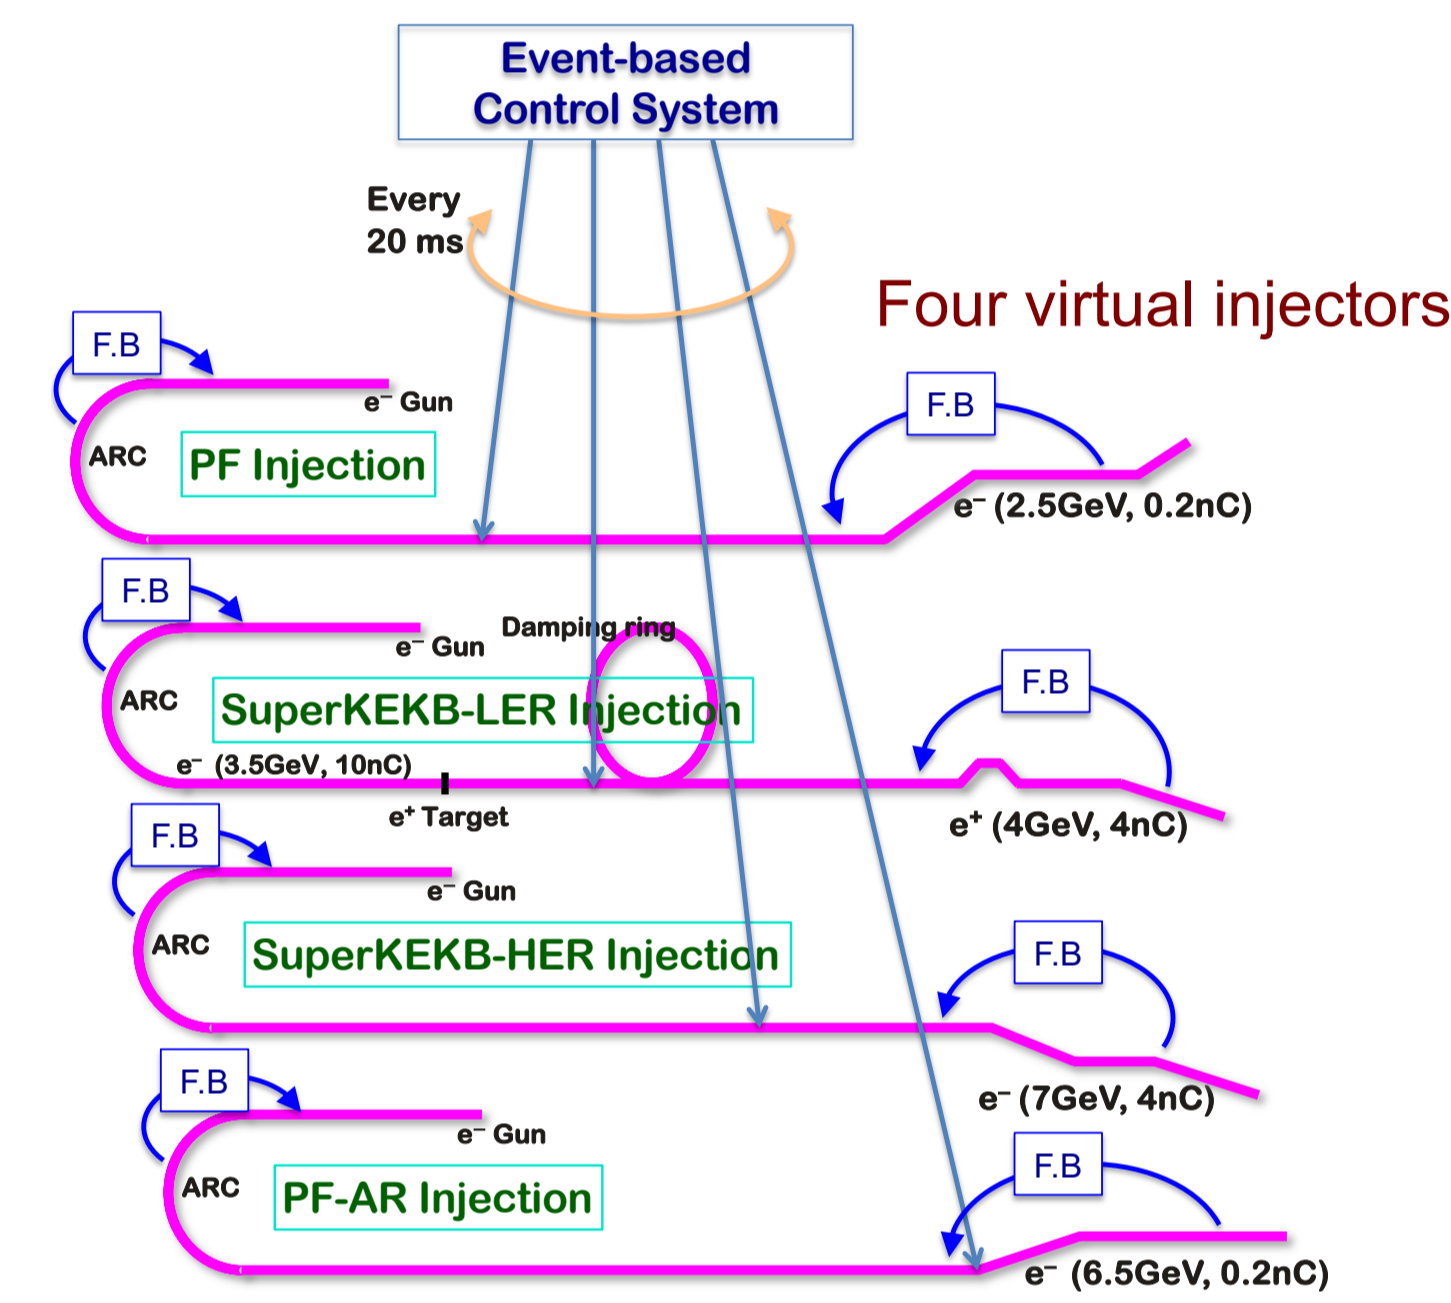 Event-based
Control System
Every
20 ms
Four virtual injectors
F.B
e⁻ Gun
ARC
PF Injection
F.B
e⁻ (2.5GeV, 0.2nC)
F.B
e⁻ Gun
Damping ring
ARC
SuperKEKB-LER Injection
F.B
e⁻ (3.5GeV, 10nC)
e⁺ Target
e⁺ (4GeV, 4nC)
F.B
e⁻ Gun
ARC
SuperKEKB-HER Injection
F.B
e⁻ (7GeV, 4nC)
F.B
e⁻ Gun
ARC
PF-AR Injection
F.B
e⁻ (6.5GeV, 0.2nC)